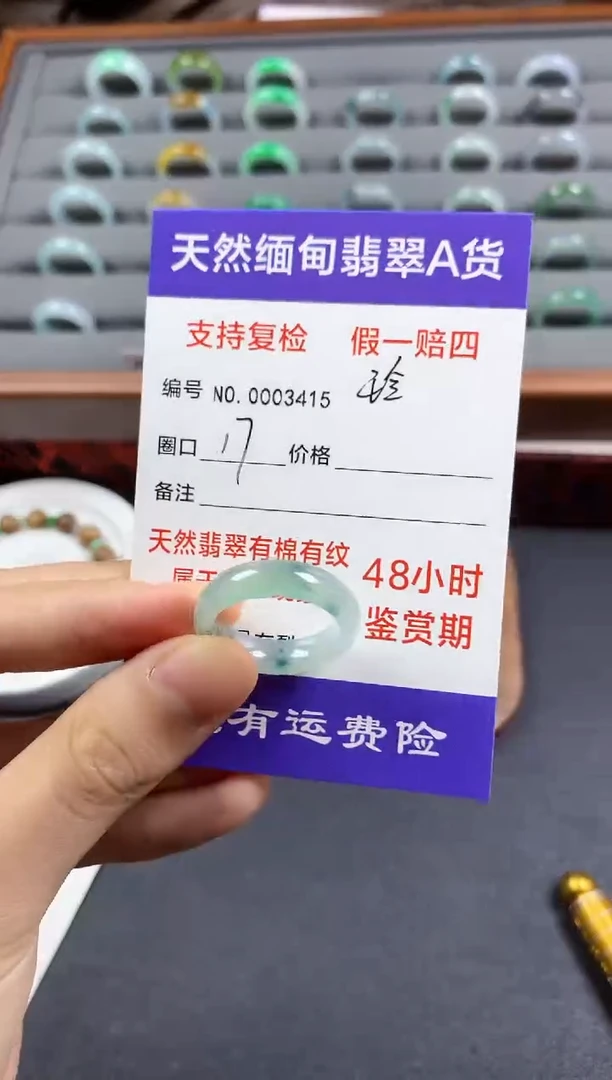 天然缅甸翡翠A货
支持复检 假一赔四
编号 NO.0003415
圈口 17 价格
备注
天然翡翠有棉有纹
属于
48小时
鉴赏期
有运费险